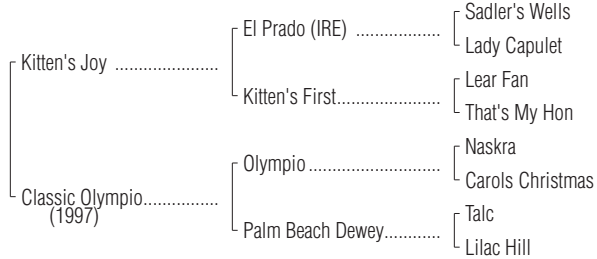 Sadler's Wells
El Prado (IRE) ..................
Lady Capulet
Kitten's Joy ......................
Lear Fan
Kitten's First......................
That's My Hon
Naskra
Olympio ............................
Carols Christmas
Classic Olympio................
(1997)
Talc
Palm Beach Dewey............
Lilac Hill